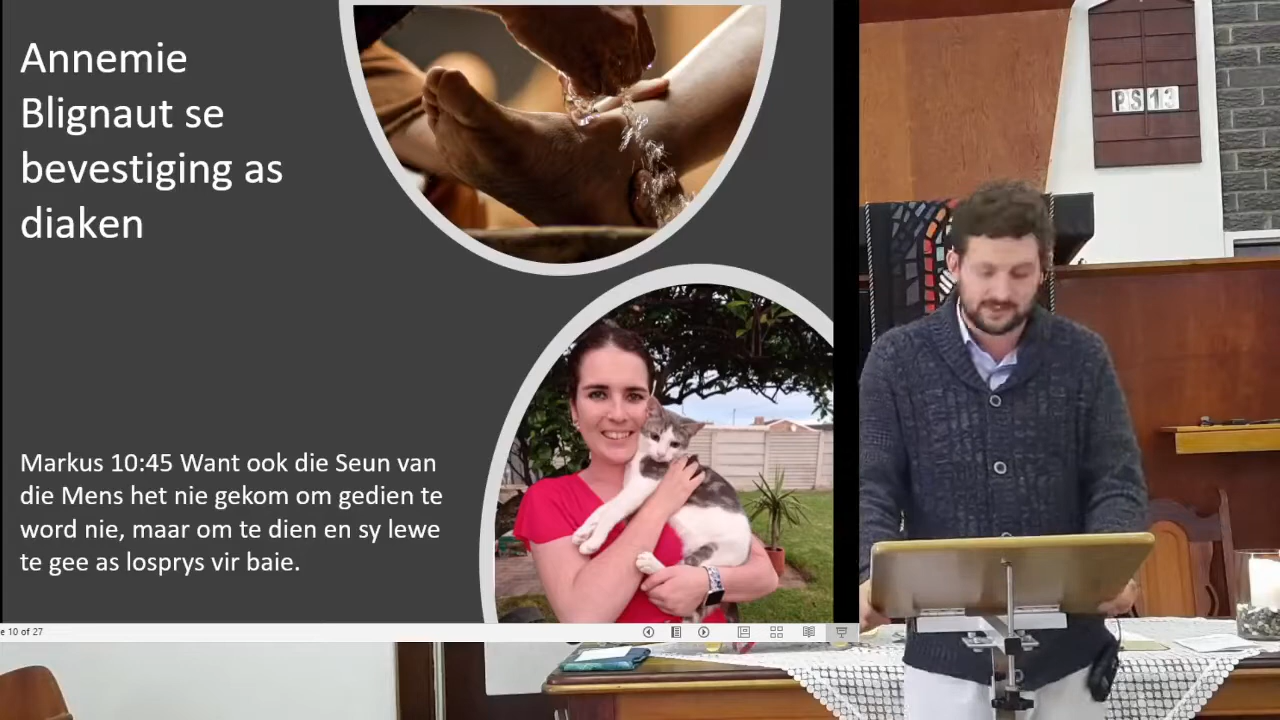 Annemie
Blignaut se
bevestiging as
diaken
PS13
Markus 10:45 Want ook die Seun van
die Mens het nie gekom om gedien te
word nie, maar om te dien en sy lewe
te gee as losprys vir baie.
e 10 of 27